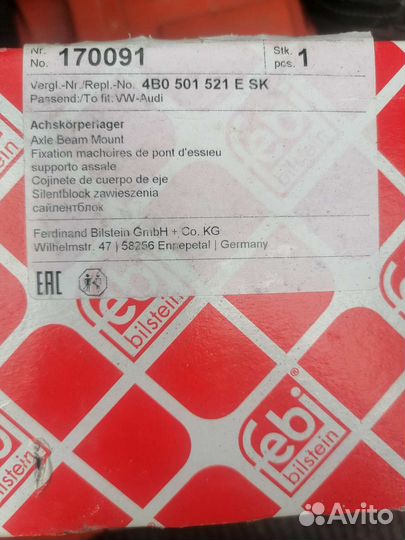 Nr.
No. 170091
Stk.
pos. 1
Vergl.-Nr./Repl.-No. 4B0 501 521 E SK
Passend:/To fit: VW-Audi
Achskörperlager
Axle Beam Mount
Fixation machoires de pont d'essieu
supporto assale
Cojinete de cuerpo de eje
Silentblock zawieszenia
сайлентблок
Ferdinand Bilstein GmbH + Co. KG
Wilhelmstr. 47 | 58256 Ennepetal | Germany
EAC
febi
bilstein
febi
bilstein
bilstein
Avito